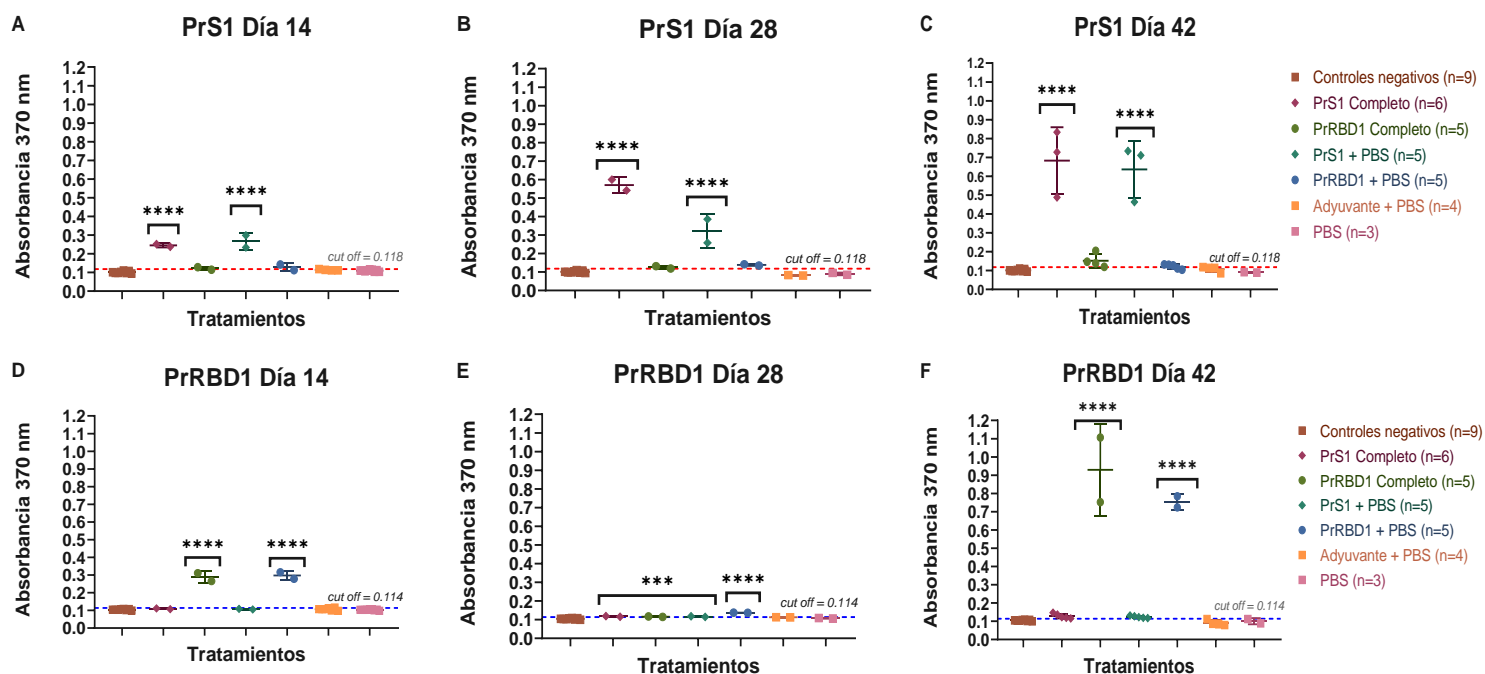 A
PrS1 Día 14
Absorbancia 370 nm
1.2
1.1
1.0
0.9
0.8
0.7
0.6
0.5
0.4
0.3
0.2
0.1
0.0
****
****
cut off = 0.118
Tratamientos
B
PrS1 Día 28
Absorbancia 370 nm
1.2
1.1
1.0
0.9
0.8
0.7
0.6
0.5
0.4
0.3
0.2
0.1
0.0
****
****
cut off = 0.118
Tratamientos
C
PrS1 Día 42
Absorbancia 370 nm
1.2
1.1
1.0
0.9
0.8
0.7
0.6
0.5
0.4
0.3
0.2
0.1
0.0
****
****
cut off = 0.118
Tratamientos
Controles negativos (n=9)
PrS1 Completo (n=6)
PrRBD1 Completo (n=5)
PrS1 + PBS (n=5)
PrRBD1 + PBS (n=5)
Adyuvante + PBS (n=4)
PBS (n=3)
D
PrRBD1 Día 14
Absorbancia 370 nm
1.2
1.1
1.0
0.9
0.8
0.7
0.6
0.5
0.4
0.3
0.2
0.1
0.0
****
****
cut off = 0.114
Tratamientos
E
PrRBD1 Día 28
Absorbancia 370 nm
1.2
1.1
1.0
0.9
0.8
0.7
0.6
0.5
0.4
0.3
0.2
0.1
0.0
***
****
cut off = 0.114
Tratamientos
F
PrRBD1 Día 42
Absorbancia 370 nm
1.2
1.1
1.0
0.9
0.8
0.7
0.6
0.5
0.4
0.3
0.2
0.1
0.0
****
****
cut off = 0.114
Tratamientos
Controles negativos (n=9)
PrS1 Completo (n=6)
PrRBD1 Completo (n=5)
PrS1 + PBS (n=5)
PrRBD1 + PBS (n=5)
Adyuvante + PBS (n=4)
PBS (n=3)